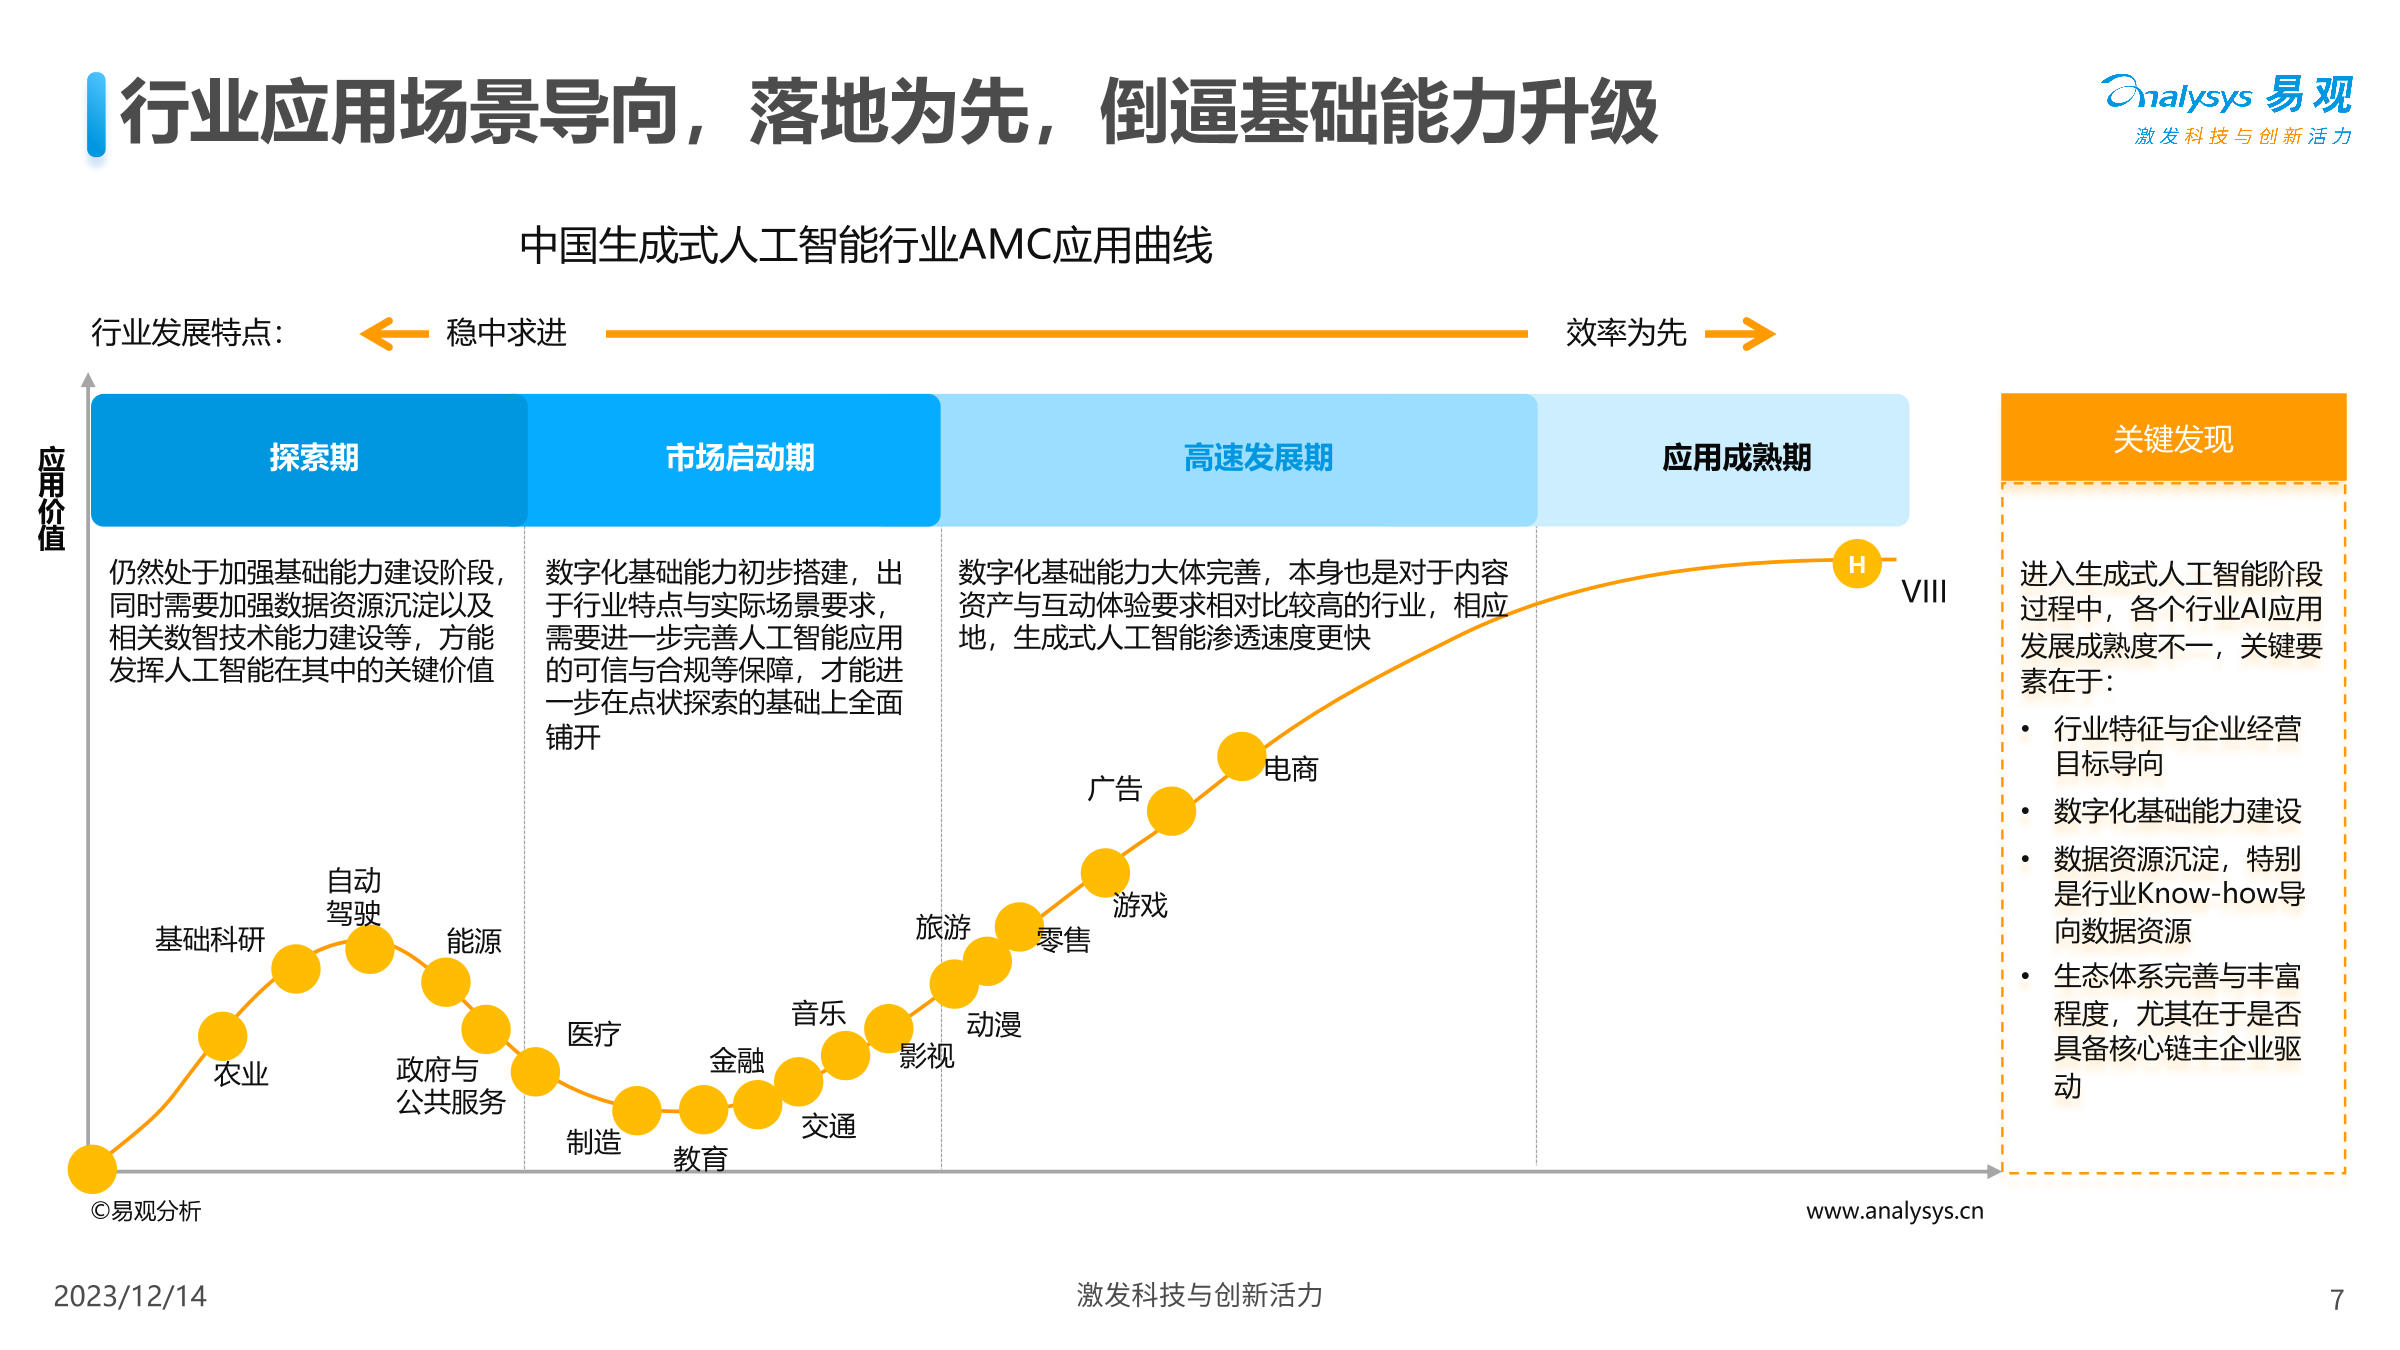 行业应用场景导向，落地为先，倒逼基础能力升级
analysys 易观
激发科技与创新活力
中国生成式人工智能行业AMC应用曲线
行业发展特点：
稳中求进
效率为先
应用价值
探索期
市场启动期
高速发展期
应用成熟期
仍然处于加强基础能力建设阶段，
同时需要加强数据资源沉淀以及
相关数智技术能力建设等，方能
发挥人工智能在其中的关键价值
数字化基础能力初步搭建，出
于行业特点与实际场景要求，
需要进一步完善人工智能应用
的可信与合规等保障，才能进
一步在点状探索的基础上全面
铺开
数字化基础能力大体完善，本身也是对于内容
资产与互动体验要求相对比较高的行业，相应
地，生成式人工智能渗透速度更快
H
VIII
电商
广告
游戏
零售
旅游
动漫
影视
音乐
交通
金融
教育
制造
医疗
政府与
公共服务
能源
自动
驾驶
基础科研
农业
关键发现
进入生成式人工智能阶段
过程中，各个行业AI应用
发展成熟度不一，关键要
素在于：
• 行业特征与企业经营
目标导向
• 数字化基础能力建设
• 数据资源沉淀，特别
是行业Know-how导
向数据资源
• 生态体系完善与丰富
程度，尤其在于是否
具备核心链主企业驱
动
©易观分析
www.analysys.cn
2023/12/14
激发科技与创新活力
7